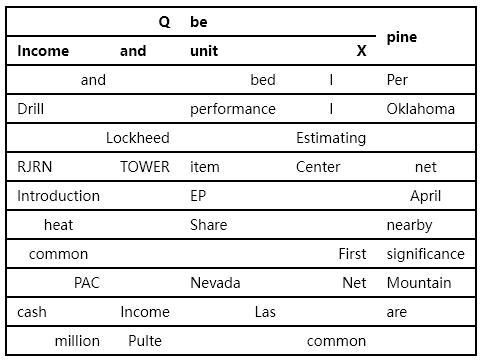 Q be pine
Income and unit X
and bed I Per
Drill performance I Oklahoma
Lockheed Estimating
RJRN TOWER item Center net
Introduction EP April
heat Share nearby
common First significance
PAC Nevada Net Mountain
cash Income Las are
million Pulte common